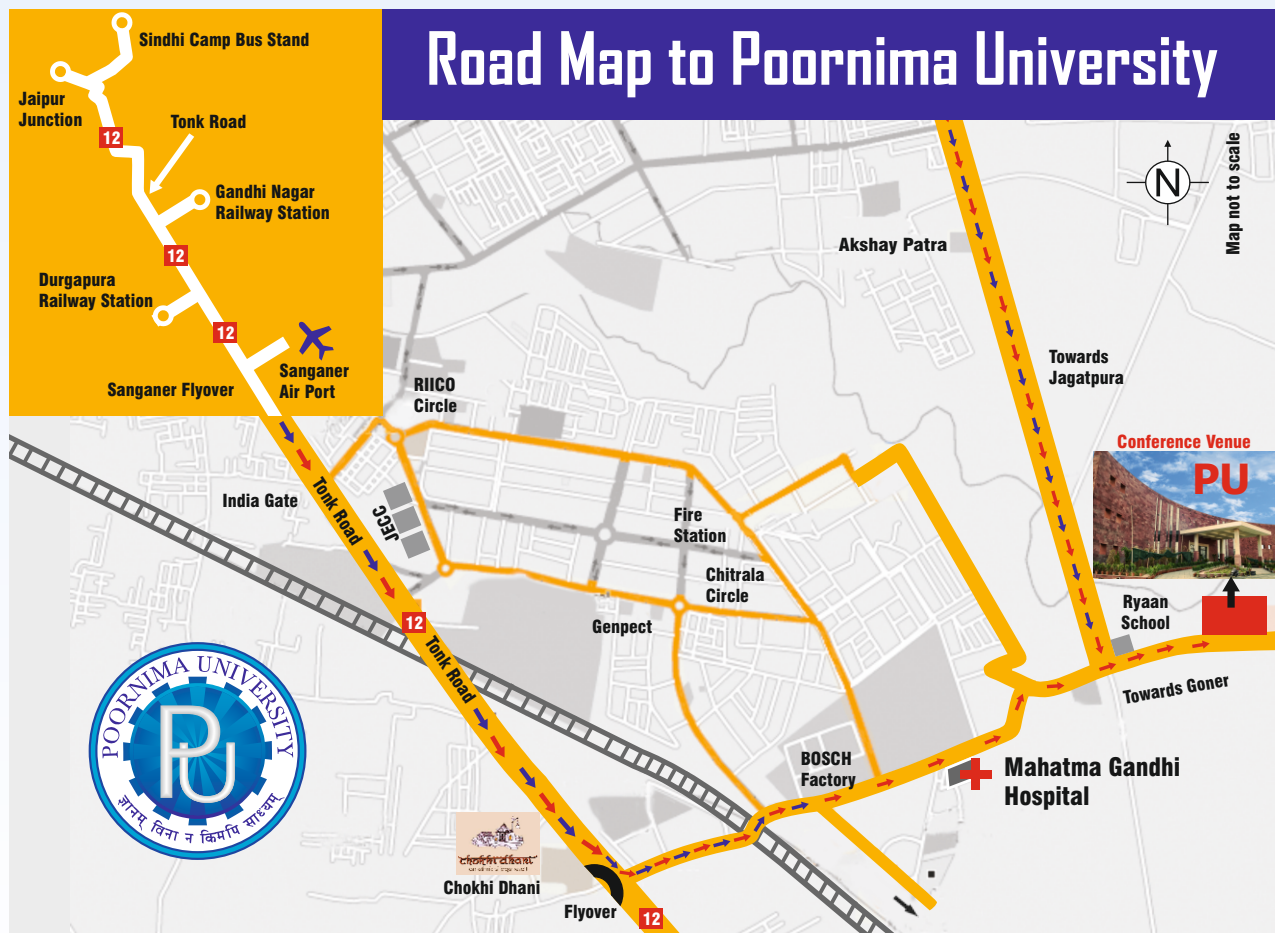 Road Map to Poornima University
Sindhi Camp Bus Stand
Jaipur
Junction
12
Tonk Road
Gandhi Nagar
Railway Station
12
Durgapura
Railway Station
12
Sanganer
Air Port
Sanganer Flyover
N
Map not to scale
Akshay Patra
Towards
Jagatpura
RIICO
Circle
Conference Venue
PU
India Gate
Tonk Road
JECC
Fire
Station
Chitrala
Circle
Genpect
Ryaan
School
12
Tonk Road
Towards Goner
POORNIMA UNIVERSITY
PU
ज्ञानम् विना न किमपि साध्यम्
BOSCH
Factory
Mahatma Gandhi
Hospital
chokhi dhani
Chokhi Dhani
Flyover
12